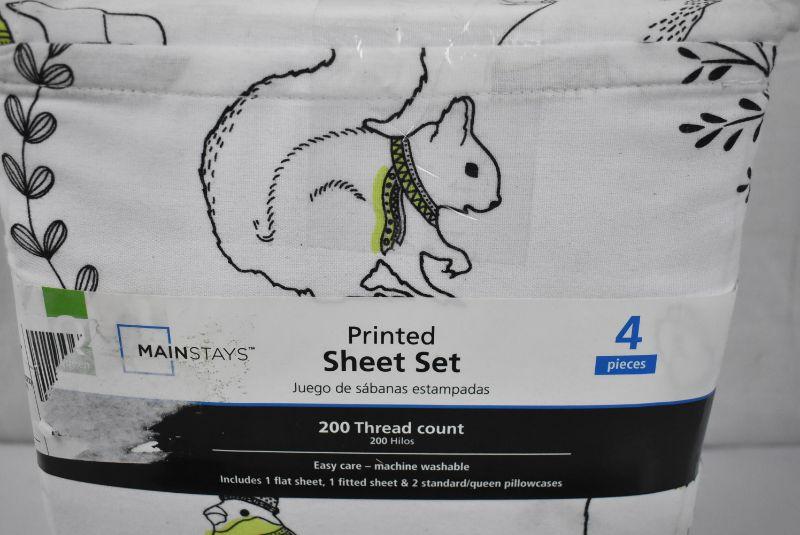 MAINSTAYS™
Printed
Sheet Set
Juego de sábanas estampadas
4
pieces
200 Thread count
200 Hilos
Easy care – machine washable
Includes 1 flat sheet, 1 fitted sheet & 2 standard/queen pillowcases